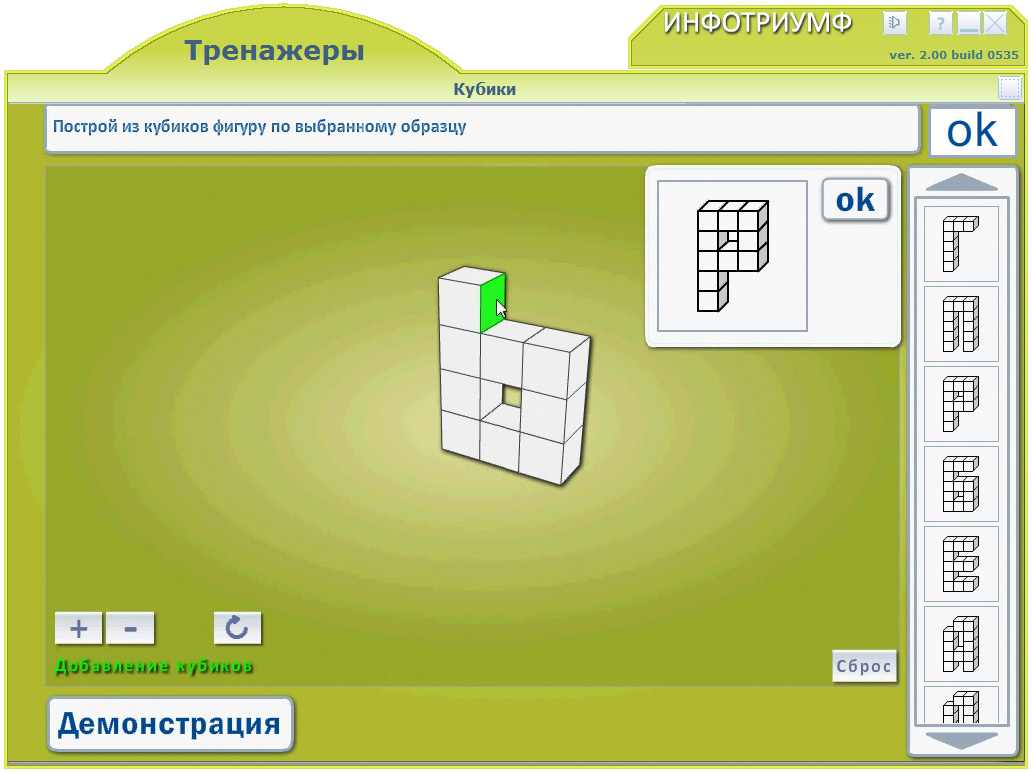 ИНФОТРИУМФ
?
Тренажеры
ver. 2.00 build 0535
Кубики
Построй из кубиков фигуру по выбранному образцу
ok
ok
+ -
Добавление кубиков
Сброс
Демонстрация